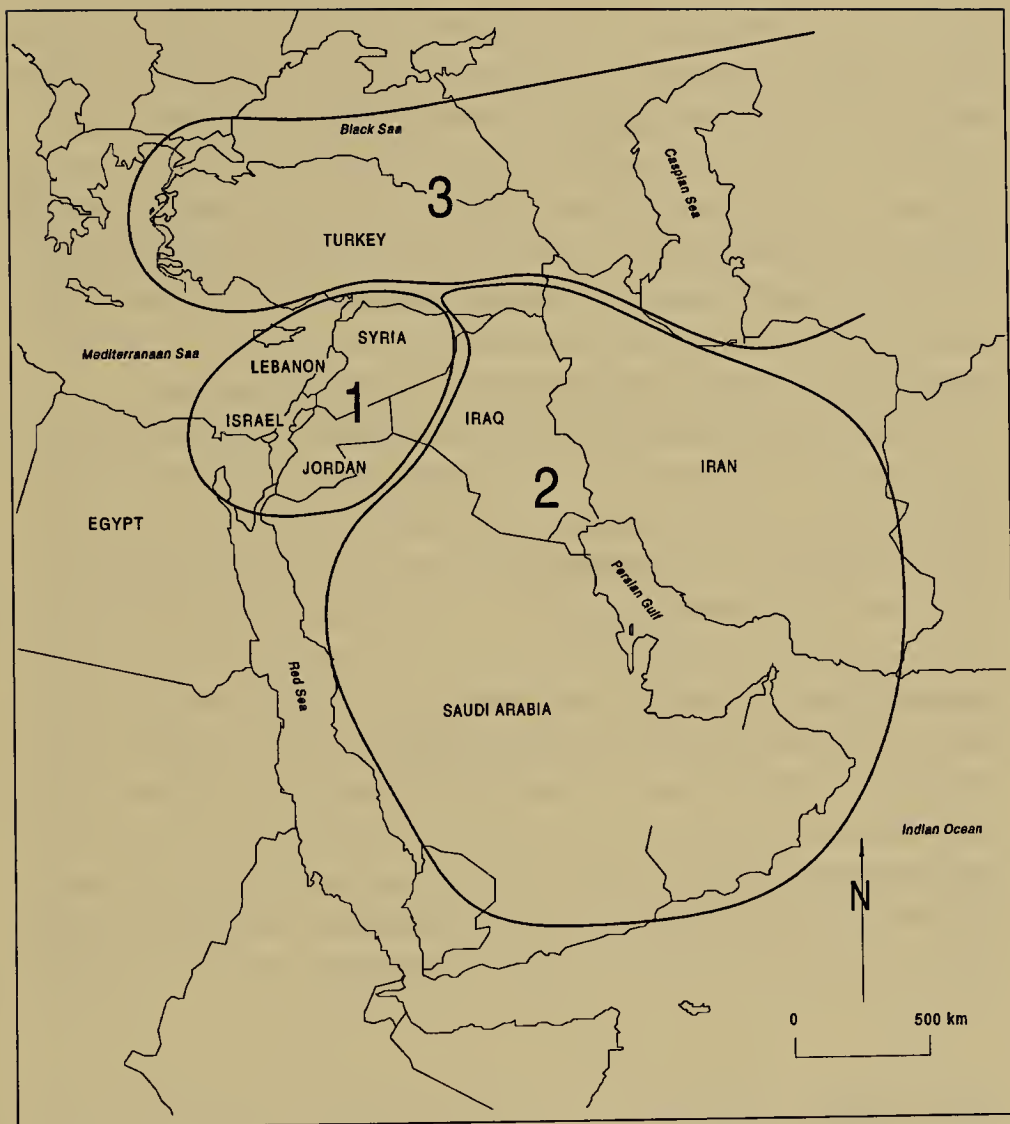 Black Saa
3
Caspian Sea
TURKEY
Mediterranaan Saa
SYRIA
LEBANON
1
ISRAEL
IRAQ
JORDAN
IRAN
2
EGYPT
Persian Gulf
Red Sea
SAUDI ARABIA
Indian Ocean
N
0 500 km